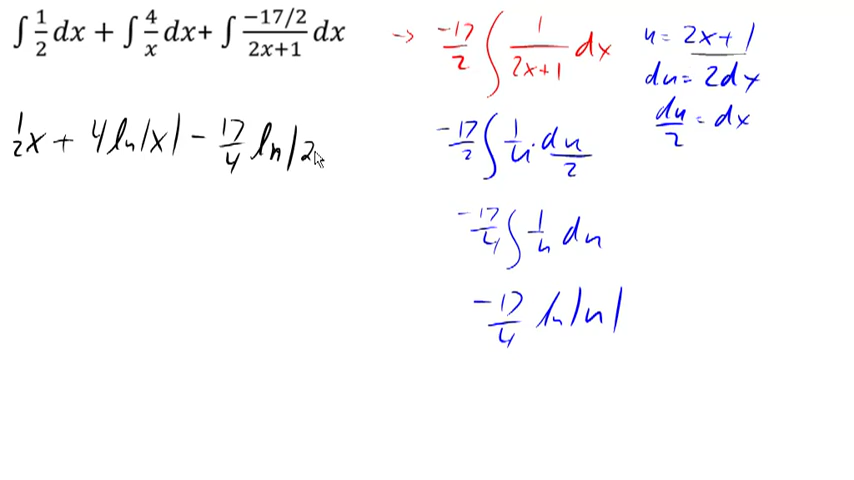 ∫ 1/2 dx + ∫ 4/x dx + ∫ (-17/2)/(2x+1) dx
→ -17/2 ∫ 1/(2x+1) dx
u = 2x+1
du = 2dx
du/2 = dx
1/2 x + 4 ln|x| - 17/4 ln|2
-17/2 ∫ 1/u · du/2
-17/4 ∫ 1/u du
-17/4 ln|u|